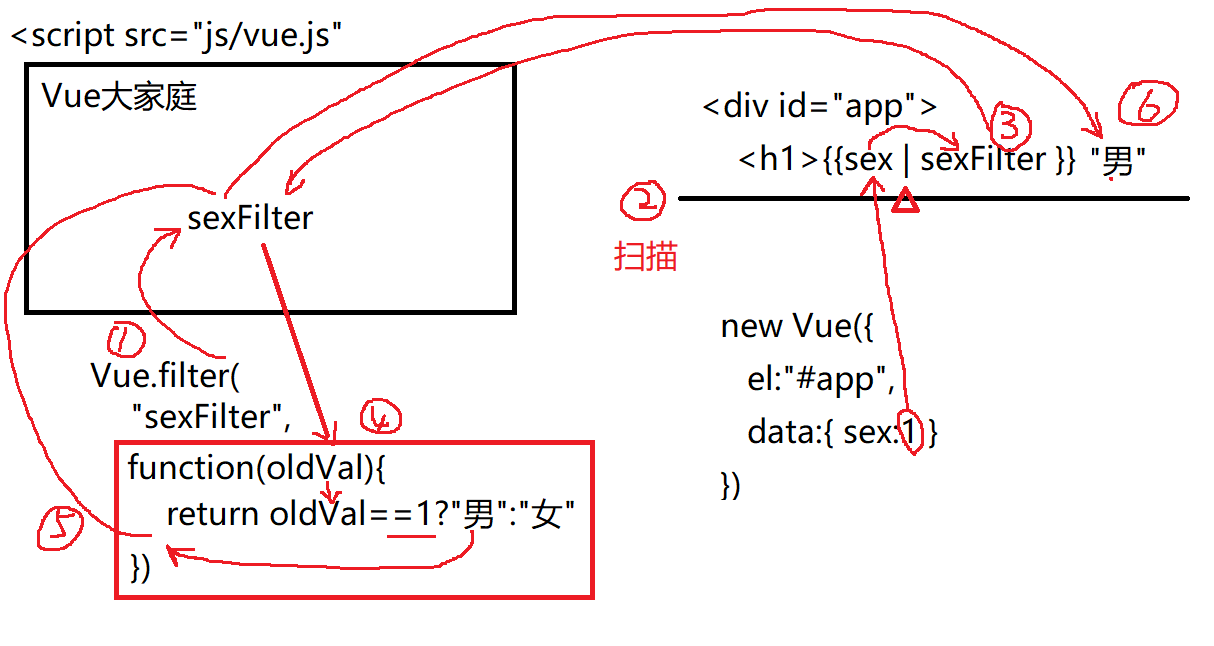 <script src="js/vue.js"
Vue大家庭
sexFilter
①
Vue.filter(
"sexFilter",
④
function(oldVal){
return oldVal==1?"男":"女"
})
⑤
②
扫描
<div id="app">
③
⑥
<h1>{{sex | sexFilter }} "男"
new Vue({
el:"#app",
data:{ sex:1 }
})